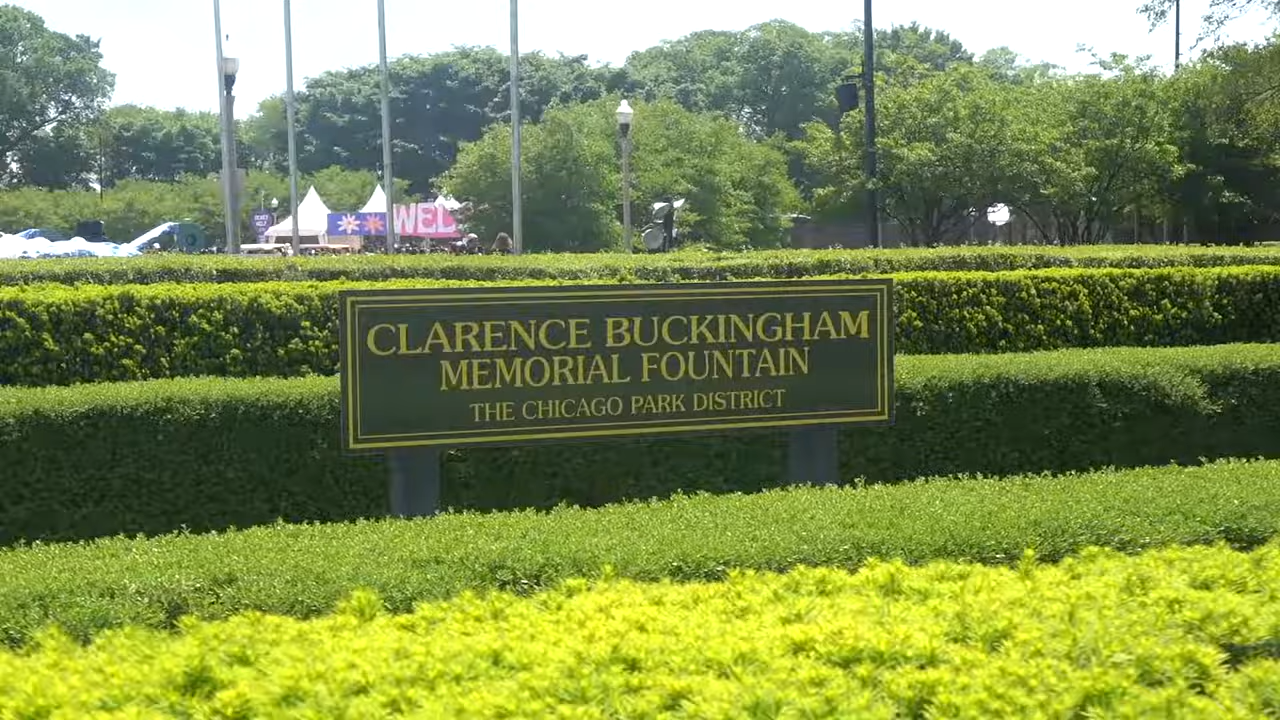 WEL
CLARENCE BUCKINGHAM
MEMORIAL FOUNTAIN
THE CHICAGO PARK DISTRICT